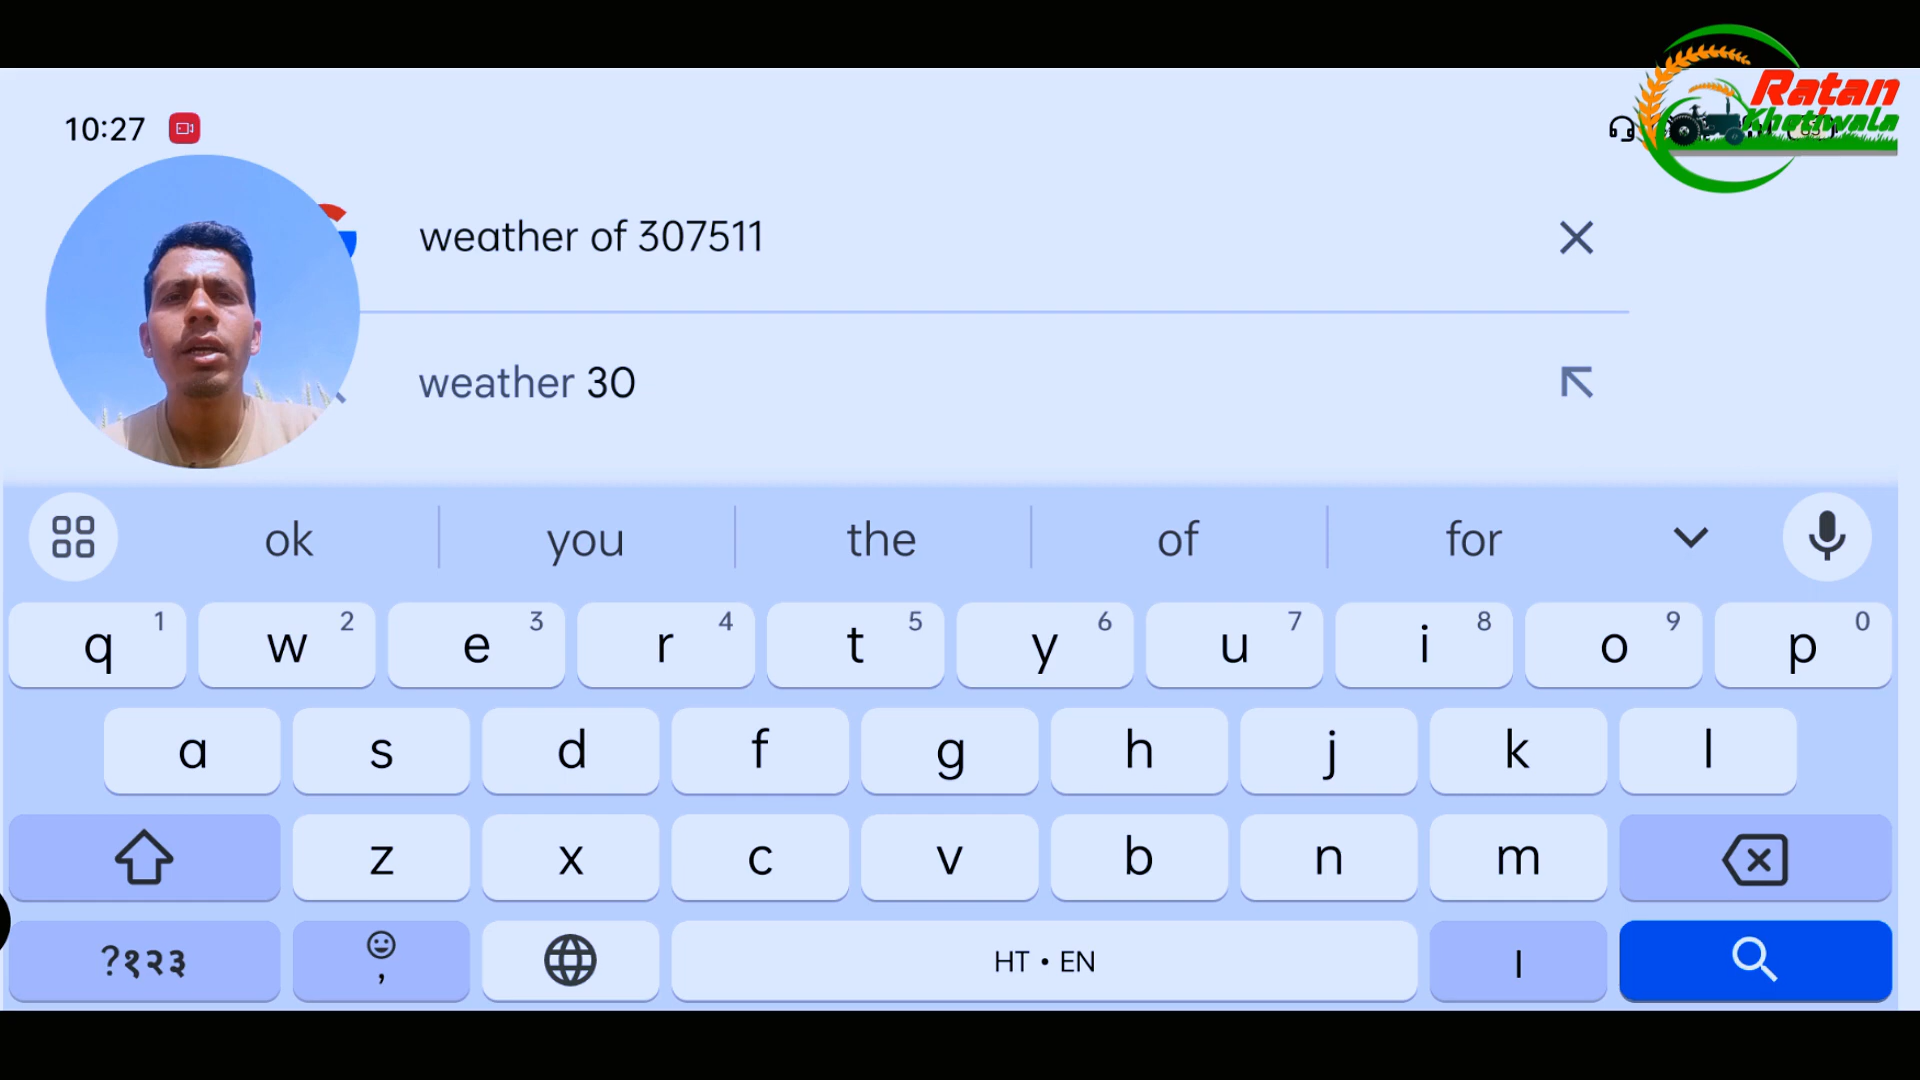 Ratan
Khetiwala
10:27
weather of 307511
weather 30
ok you the of for
q 1 w 2 e 3 r 4 t 5 y 6 u 7 i 8 o 9 p 0
a s d f g h j k l
z x c v b n m
?१२३ , HT • EN |